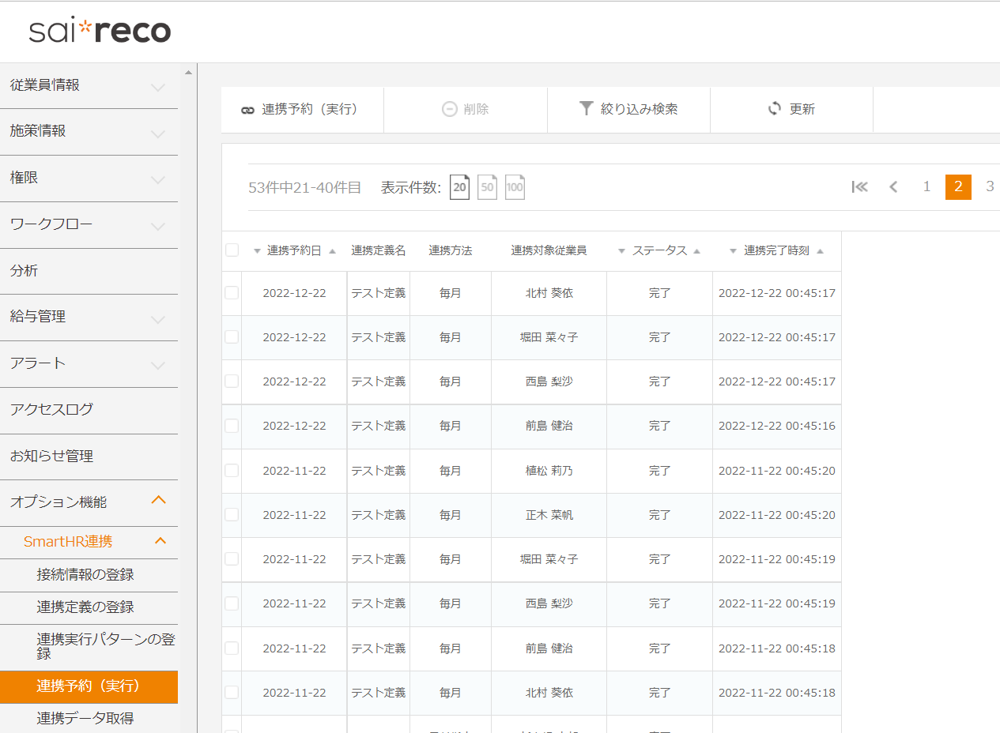 sai*reco
従業員情報
施策情報
権限
ワークフロー
分析
給与管理
アラート
アクセスログ
お知らせ管理
オプション機能
SmartHR連携
接続情報の登録
連携定義の登録
連携実行パターンの登
録
連携予約（実行）
連携データ取得
連携予約（実行） 削除 絞り込み検索 更新
53件中21-40件目 表示件数: 20 50 100 1 2 3
連携予約日 連携定義名 連携方法 連携対象従業員 ステータス 連携完了時刻
2022-12-22 テスト定義 毎月 北村 葵依 完了 2022-12-22 00:45:17
2022-12-22 テスト定義 毎月 堀田 菜々子 完了 2022-12-22 00:45:17
2022-12-22 テスト定義 毎月 西島 梨沙 完了 2022-12-22 00:45:17
2022-12-22 テスト定義 毎月 前島 健治 完了 2022-12-22 00:45:16
2022-11-22 テスト定義 毎月 植松 莉乃 完了 2022-11-22 00:45:20
2022-11-22 テスト定義 毎月 正木 菜帆 完了 2022-11-22 00:45:20
2022-11-22 テスト定義 毎月 堀田 菜々子 完了 2022-11-22 00:45:19
2022-11-22 テスト定義 毎月 西島 梨沙 完了 2022-11-22 00:45:19
2022-11-22 テスト定義 毎月 前島 健治 完了 2022-11-22 00:45:18
2022-11-22 テスト定義 毎月 北村 葵依 完了 2022-11-22 00:45:18